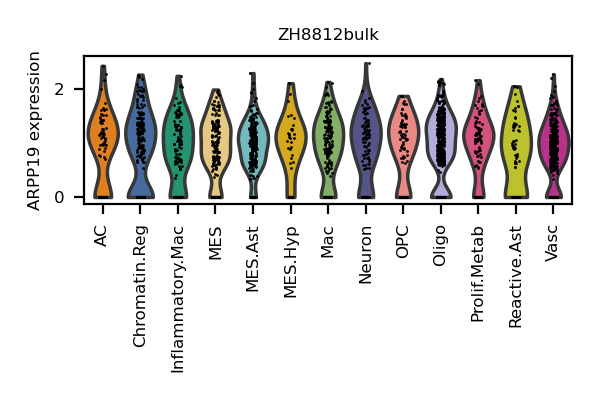 ZH8812bulk
ARPP19 expression
2
0
AC
Chromatin.Reg
Inflammatory.Mac
MES
MES.Ast
MES.Hyp
Mac
Neuron
OPC
Oligo
Prolif.Metab
Reactive.Ast
Vasc